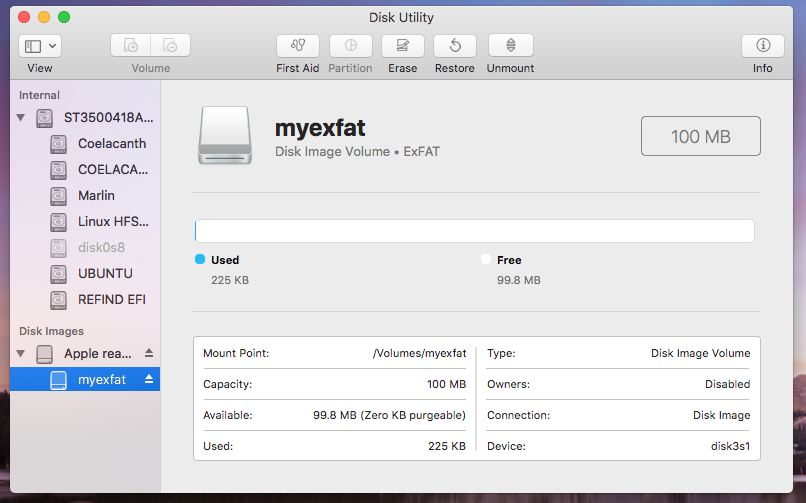 Disk Utility
View
Volume
First Aid
Partition
Erase
Restore
Unmount
Info
Internal
ST3500418A...
Coelacanth
COELACA...
Marlin
Linux HFS...
disk0s8
UBUNTU
REFIND EFI
Disk Images
Apple rea...
myexfat
myexfat
Disk Image Volume • ExFAT
100 MB
Used
225 KB
Free
99.8 MB
Mount Point: /Volumes/myexfat
Capacity: 100 MB
Available: 99.8 MB (Zero KB purgeable)
Used: 225 KB
Type: Disk Image Volume
Owners: Disabled
Connection: Disk Image
Device: disk3s1